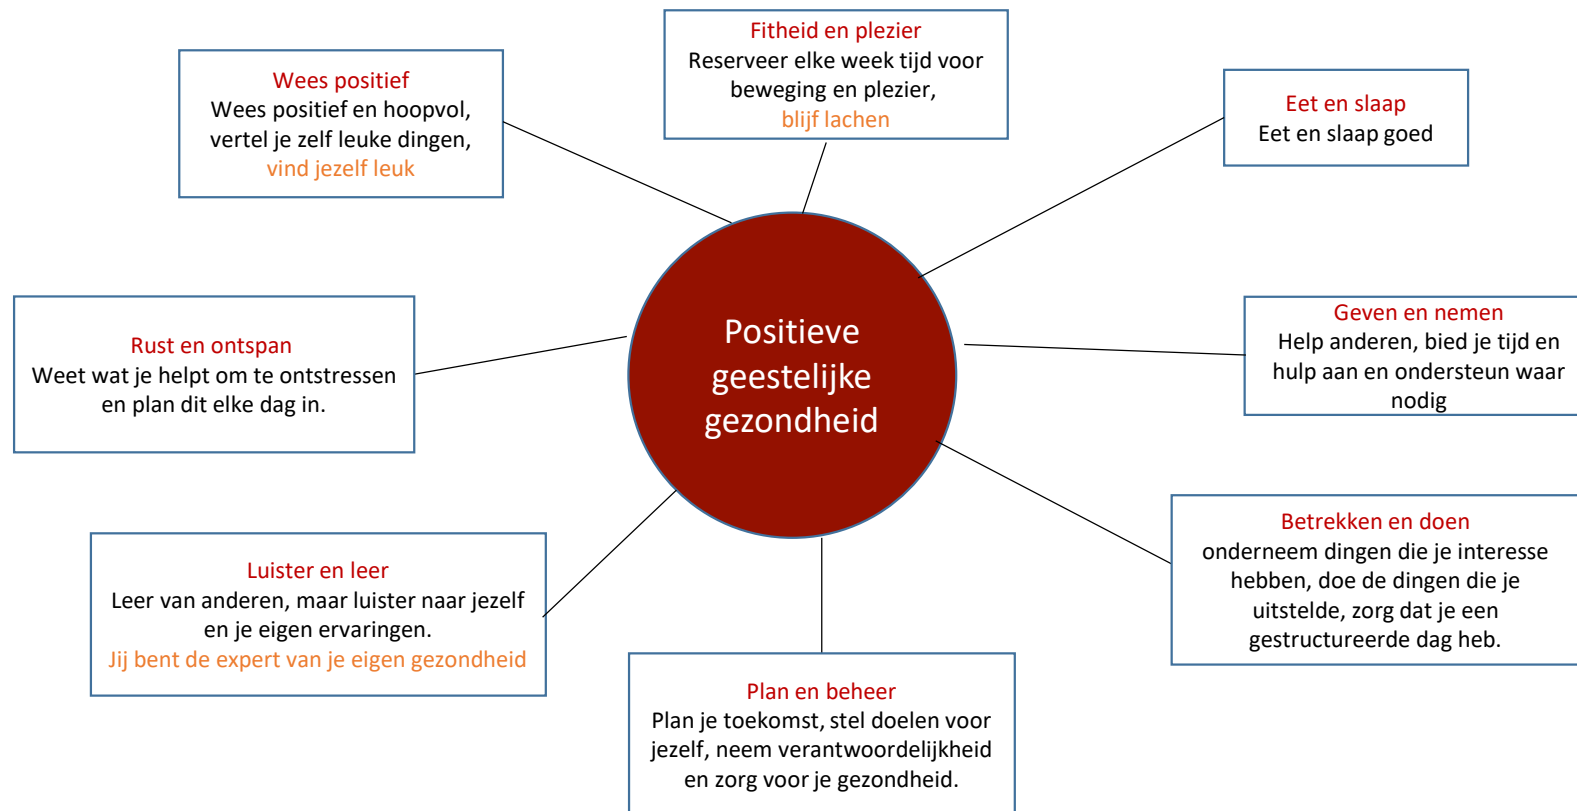 Fitheid en plezier
Reserveer elke week tijd voor
beweging en plezier,
blijf lachen
Wees positief
Wees positief en hoopvol,
vertel je zelf leuke dingen,
vind jezelf leuk
Eet en slaap
Eet en slaap goed
Positieve
geestelijke
gezondheid
Geven en nemen
Help anderen, bied je tijd en
hulp aan en ondersteun waar
nodig
Rust en ontspan
Weet wat je helpt om te ontstressen
en plan dit elke dag in.
Betrekken en doen
onderneem dingen die je interesse
hebben, doe de dingen die je
uitstelde, zorg dat je een
gestructureerde dag heb.
Luister en leer
Leer van anderen, maar luister naar jezelf
en je eigen ervaringen.
Jij bent de expert van je eigen gezondheid
Plan en beheer
Plan je toekomst, stel doelen voor
jezelf, neem verantwoordelijkheid
en zorg voor je gezondheid.